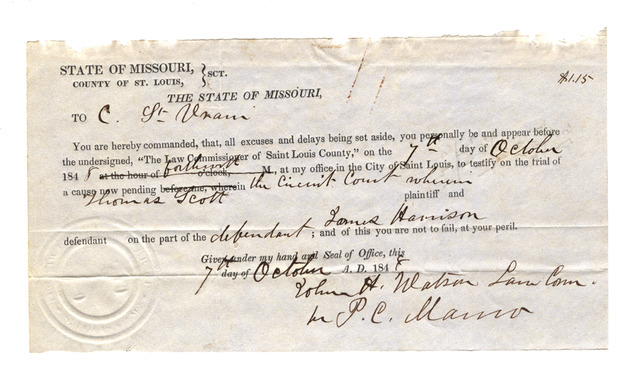 STATE OF MISSOURI,
COUNTY OF ST. LOUIS, } SCT.
$1.15
THE STATE OF MISSOURI,
TO C. St Vrain
You are hereby commanded, that, all excuses and delays being set aside, you personally be and appear before
the undersigned, "The Law Commissioner of Saint Louis County," on the 7th day of October
1848 at the hour of forthwith o'clock, M, at my office in the City of Saint Louis, to testify on the trial of
a cause now pending before me, wherein the Circuit Court wherein
Thomas Scott plaintiff and
James Harrison
defendant on the part of the defendant; and of this you are not to fail, at your peril.
Given under my hand and Seal of Office, this
7th day of October A. D. 1848
John H. Watson Law Com.
P. C.